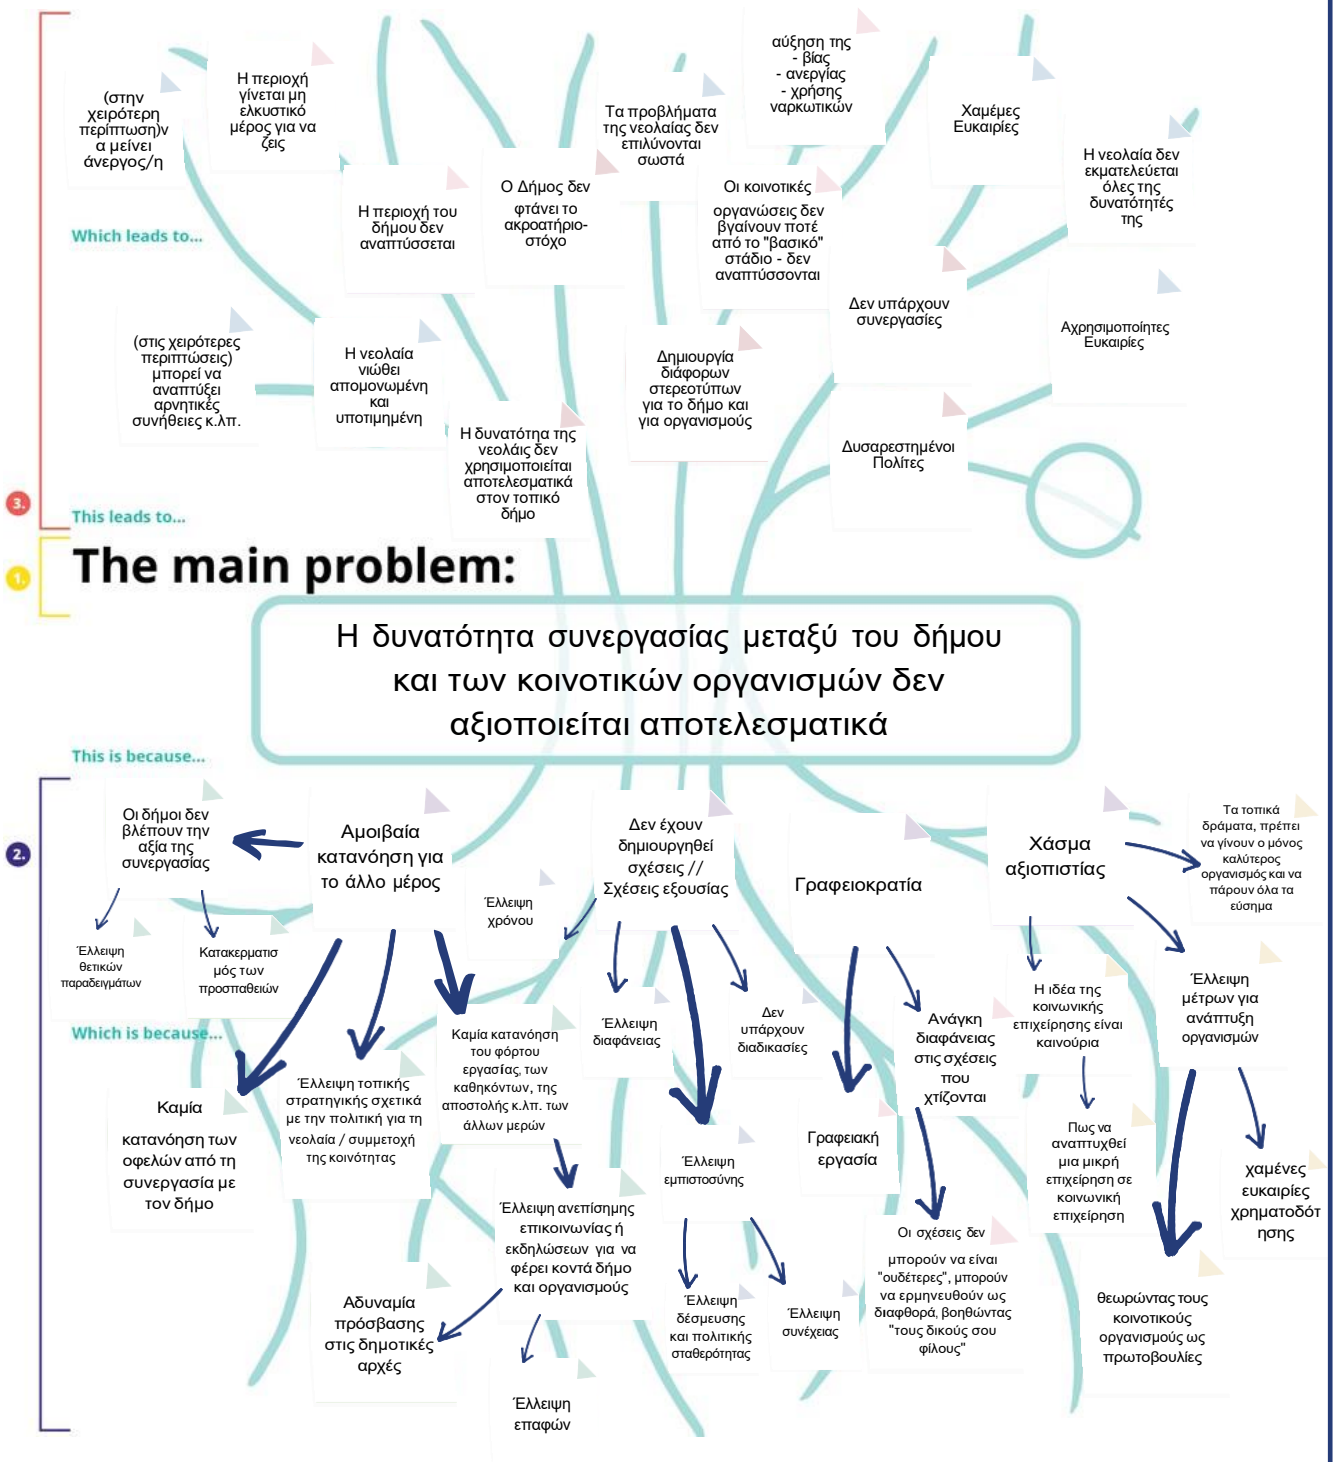 (στην
χειρότερη
περίπτωση)ν
α μείνει
άνεργος/η
Η περιοχή
γίνεται μη
ελκυστικό
μέρος για να
ζεις
Η περιοχή του
δήμου δεν
αναπτύσσεται
Ο Δήμος δεν
φτάνει το
ακροατήριο-
στόχο
Τα προβλήματα
της νεολαίας δεν
επιλύνονται
σωστά
αύξηση της
- βίας
- ανεργίας
- χρήσης
ναρκωτικών
Οι κοινοτικές
οργανώσεις δεν
βγαίνουν ποτέ
από το "βασικό"
στάδιο - δεν
αναπτύσσονται
Χαμέμες
Ευκαιρίες
Η νεολαία δεν
εκματελεύεται
όλες της
δυνατότητές
της
Which leads to...
(στις χειρότερες
περιπτώσεις)
μπορεί να
αναπτύξει
αρνητικές
συνήθειες κ.λπ.
Η νεολαία
νιώθει
απομονωμένη
και
υποτιμημένη
Η δυνατότηα της
νεολάις δεν
χρησιμοποιείται
αποτελεσματικά
στον τοπικό
δήμο
Δημιουργία
διάφορων
στερεοτύπων
για το δήμο και
για οργανισμούς
Δεν υπάρχουν
συνεργασίες
Αχρησιμοποίητες
Ευκαιρίες
Δυσαρεστημένοι
Πολίτες
3.
This leads to...
1.
The main problem:
Η δυνατότητα συνεργασίας μεταξύ του δήμου
και των κοινοτικών οργανισμών δεν
αξιοποιείται αποτελεσματικά
This is because...
2.
Οι δήμοι δεν
βλέπουν την
αξία της
συνεργασίας
Αμοιβαία
κατανόηση για
το άλλο μέρος
Έλλειψη
χρόνου
Δεν έχουν
δημιουργηθεί
σχέσεις //
Σχέσεις εξουσίας
Γραφειοκρατία
Χάσμα
αξιοπιστίας
Τα τοπικά
δράματα, πρέπει
να γίνουν ο μόνος
καλύτερος
οργανισμός και να
πάρουν όλα τα
εύσημα
Έλλειψη
θετικών
παραδειγμάτων
Κατακερματισ
μός των
προσπαθειών
Which is because...
Καμία
κατανόηση των
οφελών από τη
συνεργασία με
τον δήμο
Έλλειψη τοπικής
στρατηγικής σχετικά
με την πολιτική για τη
νεολαία / συμμετοχή
της κοινότητας
Καμία κατανόηση
του φόρτου
εργασίας, των
καθηκόντων, της
αποστολής κ.λπ. των
άλλων μερών
Έλλειψη
διαφάνειας
Δεν
υπάρχουν
διαδικασίες
Ανάγκη
διαφάνειας
στις σχέσεις
που
χτίζονται
Η ιδέα της
κοινωνικής
επιχείρησης είναι
καινούρια
Έλλειψη
μέτρων για
ανάπτυξη
οργανισμών
Έλλειψη
εμπιστοσύνης
Γραφειακή
εργασία
Πως να
αναπτυχθεί
μια μικρή
επιχείρηση σε
κοινωνική
επιχείρηση
χαμένες
ευκαιρίες
χρηματοδότ
ησης
Έλλειψη ανεπίσημης
επικοινωνίας ή
εκδηλώσεων για να
φέρει κοντά δήμο
και οργανισμούς
Οι σχέσεις δεν
μπορούν να είναι
"ουδέτερες", μπορούν
να ερμηνευθούν ως
διαφθορά, βοηθώντας
"τους δικούς σου
φίλους"
Αδυναμία
πρόσβασης
στις δημοτικές
αρχές
Έλλειψη
δέσμευσης
και πολιτικής
σταθερότητας
Έλλειψη
συνέχειας
θεωρώντας τους
κοινοτικούς
οργανισμούς ως
πρωτοβουλίες
Έλλειψη
επαφών